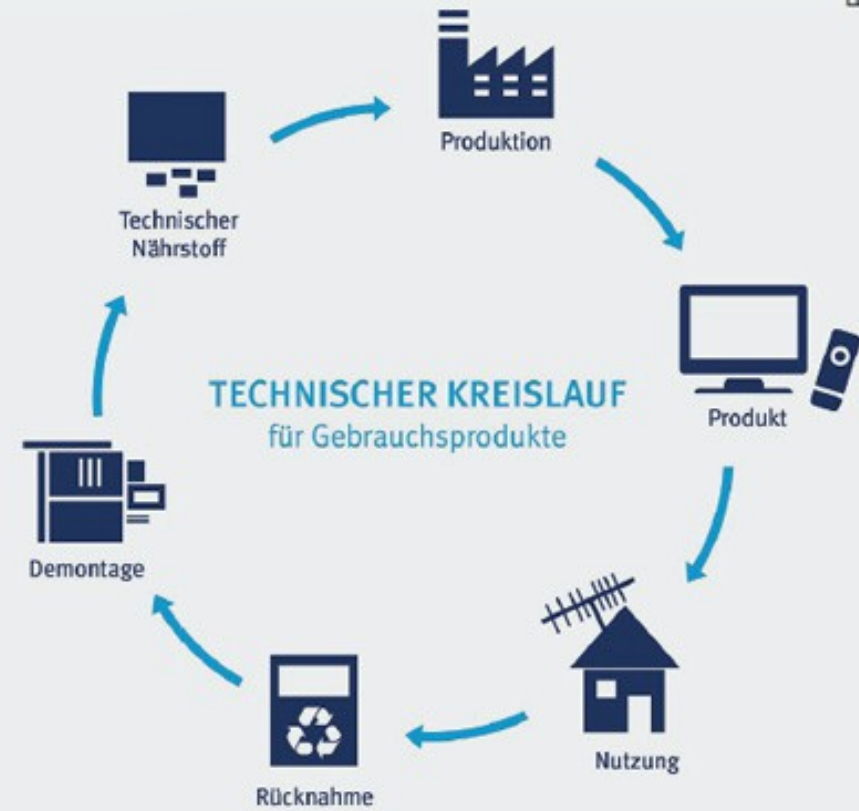 Produktion
Technischer
Nährstoff
Produkt
TECHNISCHER KREISLAUF
für Gebrauchsprodukte
Demontage
Nutzung
Rücknahme